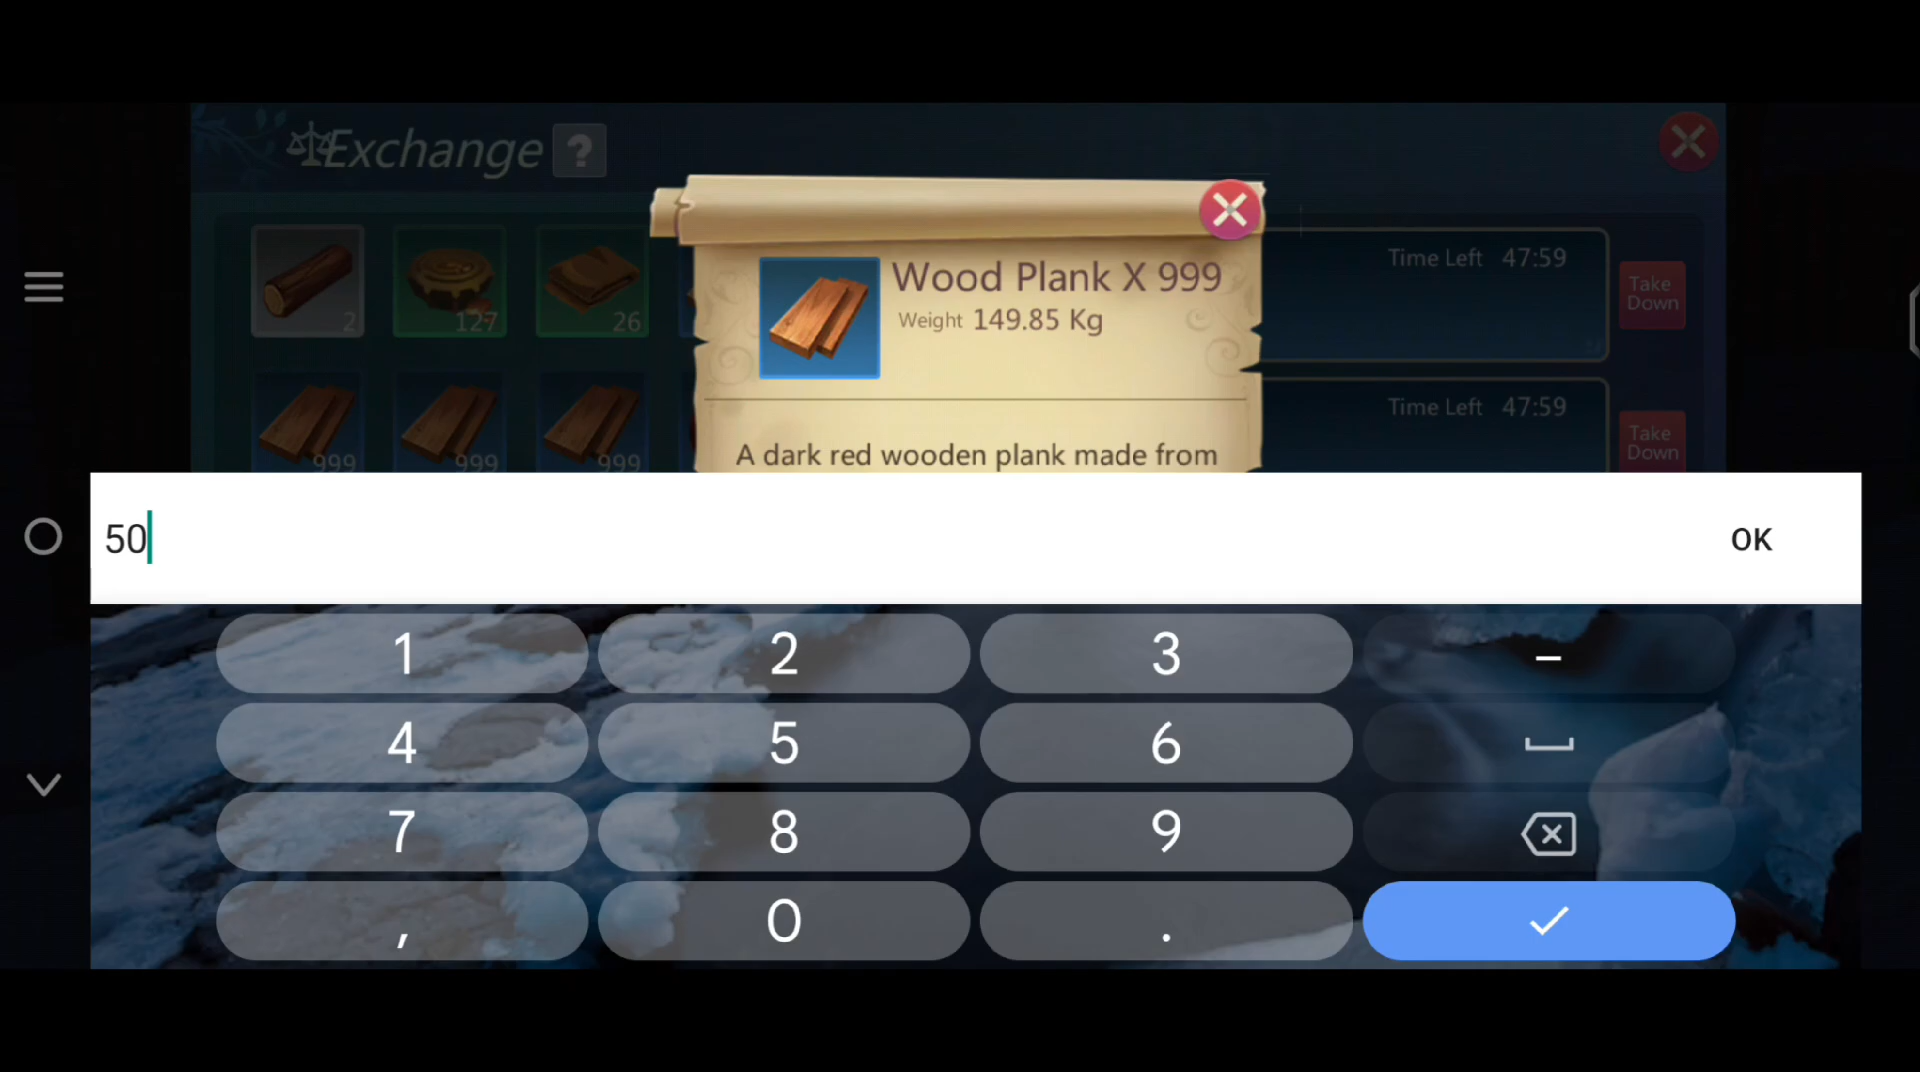 Exchange ?
Wood Plank X 999
Weight 149.85 Kg
Time Left 47:59
Take
Down
2
127
26
Time Left 47:59
Take
Down
A dark red wooden plank made from
999
999
999
50
OK
1
2
3
–
4
5
6
7
8
9
,
0
.